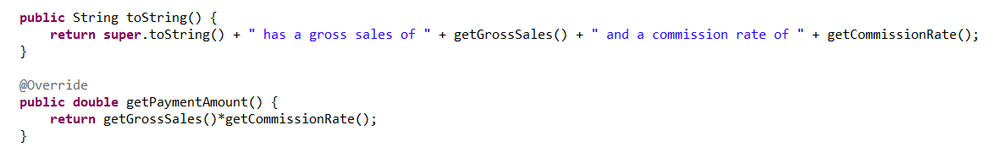 public String toString() {
    return super.toString() + " has a gross sales of " + getGrossSales() + " and a commission rate of " + getCommissionRate();
}
@Override
public double getPaymentAmount() {
    return getGrossSales()*getCommissionRate();
}